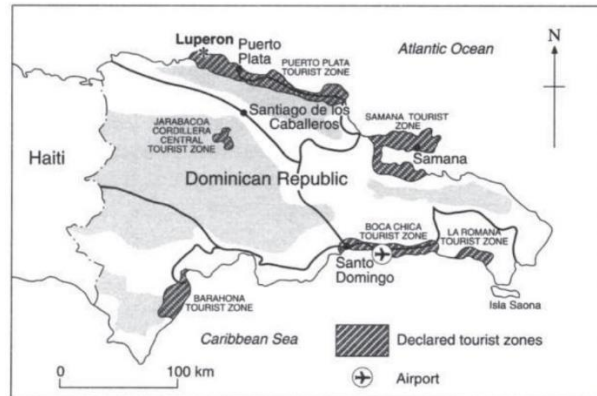 Luperon
Puerto
Plata
PUERTO PLATA
TOURIST ZONE
Atlantic Ocean
N
Santiago de los
Caballeros
SAMANA TOURIST
ZONE
Samana
JARABACOA
CORDILLERA
CENTRAL
TOURIST ZONE
Haiti
Dominican Republic
BOCA CHICA
TOURIST ZONE
LA ROMANA
TOURIST ZONE
Santo
Domingo
Isla Saona
BARAHONA
TOURIST ZONE
Caribbean Sea
Declared tourist zones
0
100 km
Airport